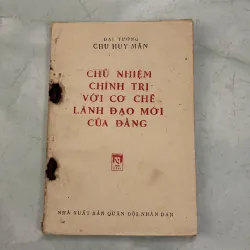 ĐẠI TƯỚNG
CHU HUY MÂN
CHỦ NHIỆM
CHÍNH TRỊ
VỚI CƠ CHẾ
LÃNH ĐẠO MỚI
CỦA ĐẢNG
NHÀ XUẤT BẢN QUÂN ĐỘI NHÂN DÂN